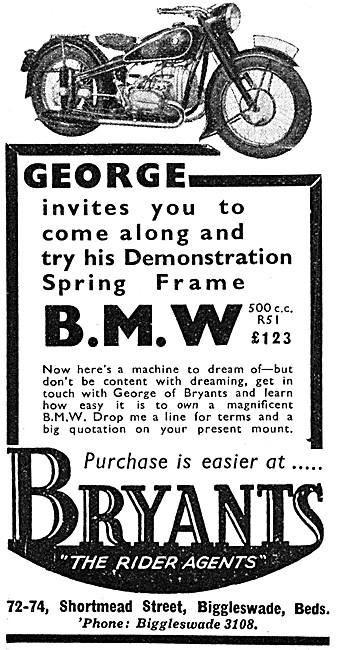 GEORGE
invites you to
come along and
try his Demonstration
Spring Frame
B.M.W 500 c.c.
R51
£123
Now here's a machine to dream of—but
don't be content with dreaming, get in
touch with George of Bryants and learn
how easy it is to own a magnificent
B.M.W. Drop me a line for terms and a
big quotation on your present mount.
Purchase is easier at .....
BRYANTS
"THE RIDER AGENTS"
72-74, Shortmead Street, Biggleswade, Beds.
'Phone: Biggleswade 3108.